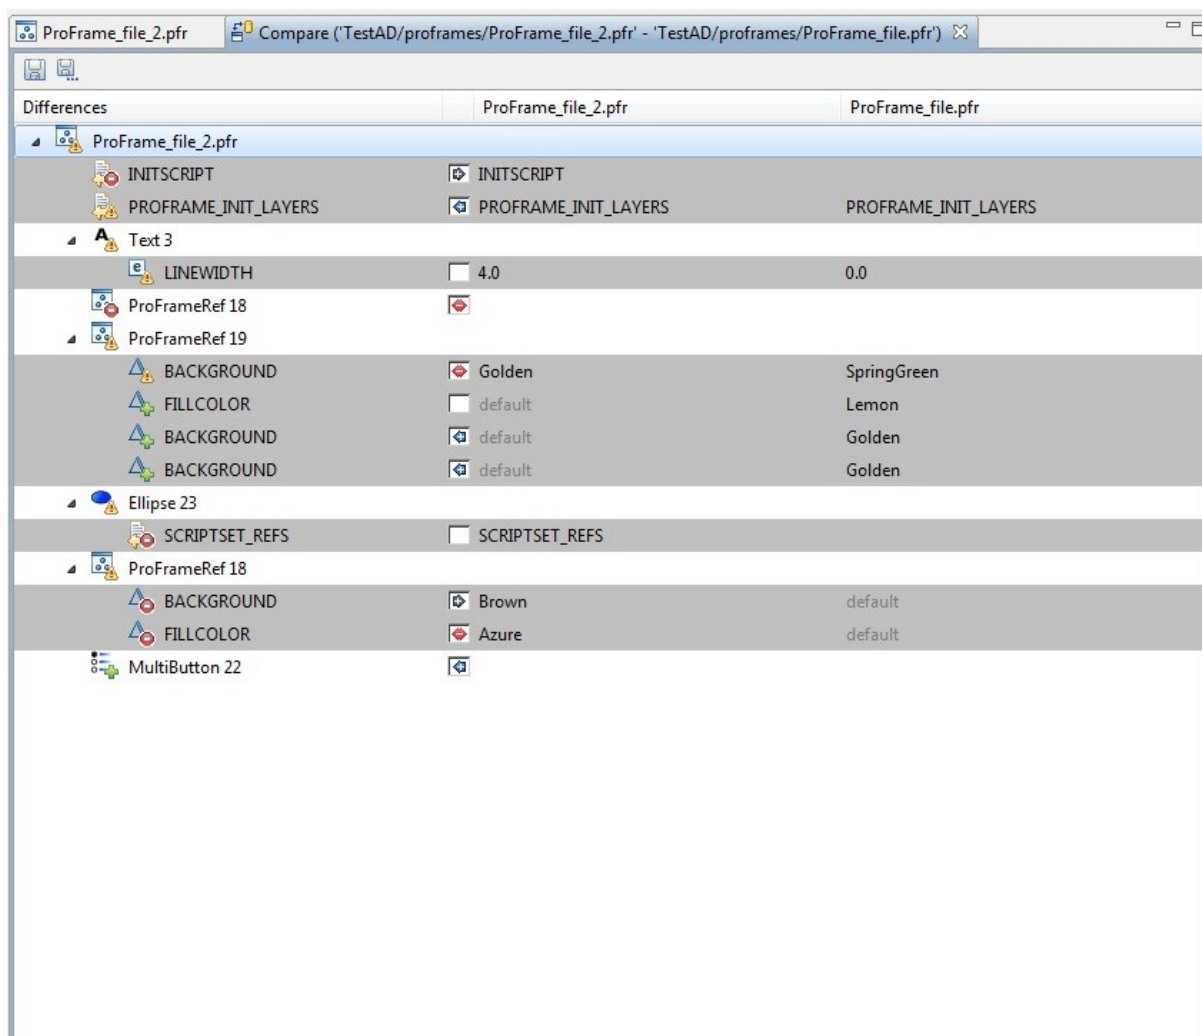 ProFrame_file_2.pfr Compare ('TestAD/proframes/ProFrame_file_2.pfr' - 'TestAD/proframes/ProFrame_file.pfr')
Differences ProFrame_file_2.pfr ProFrame_file.pfr
ProFrame_file_2.pfr
INITSCRIPT INITSCRIPT
PROFRAME_INIT_LAYERS PROFRAME_INIT_LAYERS PROFRAME_INIT_LAYERS
A Text 3
e LINEWIDTH 4.0 0.0
ProFrameRef 18
ProFrameRef 19
BACKGROUND Golden SpringGreen
FILLCOLOR default Lemon
BACKGROUND default Golden
BACKGROUND default Golden
Ellipse 23
SCRIPTSET_REFS SCRIPTSET_REFS
ProFrameRef 18
BACKGROUND Brown default
FILLCOLOR Azure default
MultiButton 22